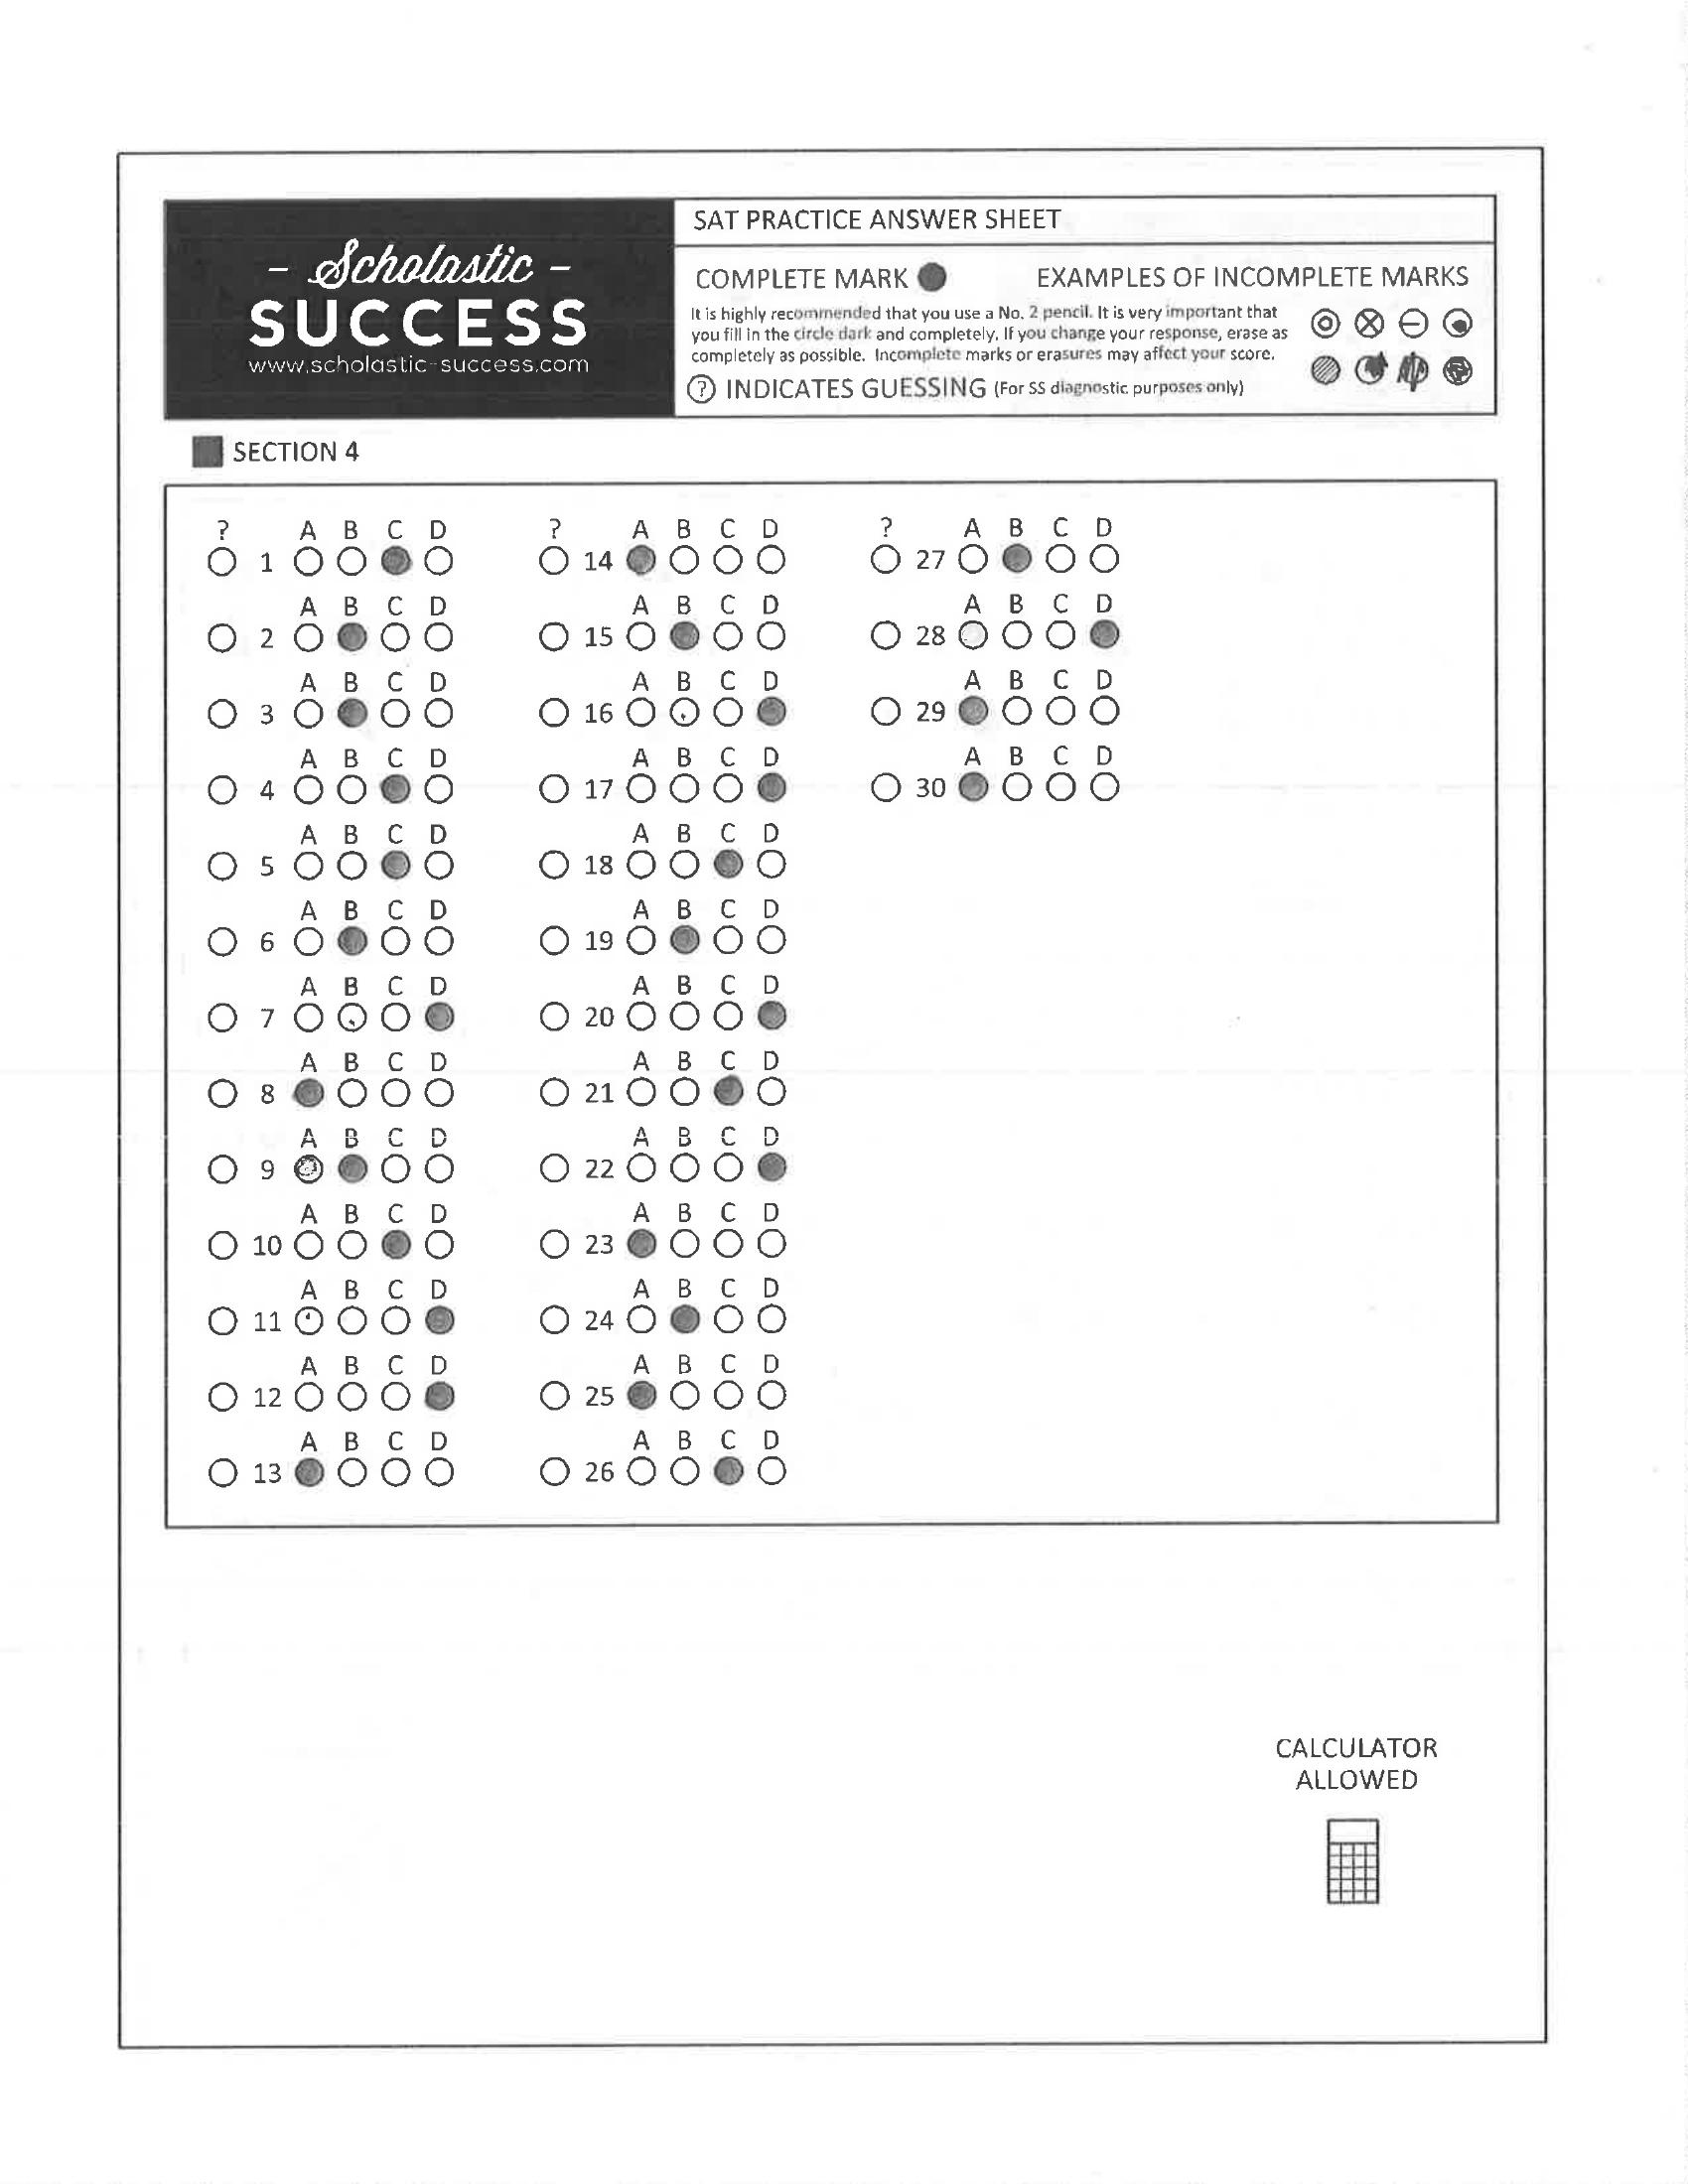 - Scholastic -
SUCCESS
www.scholastic-success.com
SAT PRACTICE ANSWER SHEET
COMPLETE MARK
EXAMPLES OF INCOMPLETE MARKS
It is highly recommended that you use a No. 2 pencil. It is very important that
you fill in the circle dark and completely. If you change your response, erase as
completely as possible. Incomplete marks or erasures may affect your score.
? INDICATES GUESSING (For SS diagnostic purposes only)
SECTION 4
? A B C D
1
A B C D
2
A B C D
3
A B C D
4
A B C D
5
A B C D
6
A B C D
7
A B C D
8
A B C D
9
A B C D
10
A B C D
11
A B C D
12
A B C D
13
? A B C D
14
A B C D
15
A B C D
16
A B C D
17
A B C D
18
A B C D
19
A B C D
20
A B C D
21
A B C D
22
A B C D
23
A B C D
24
A B C D
25
A B C D
26
? A B C D
27
A B C D
28
A B C D
29
A B C D
30
CALCULATOR
ALLOWED